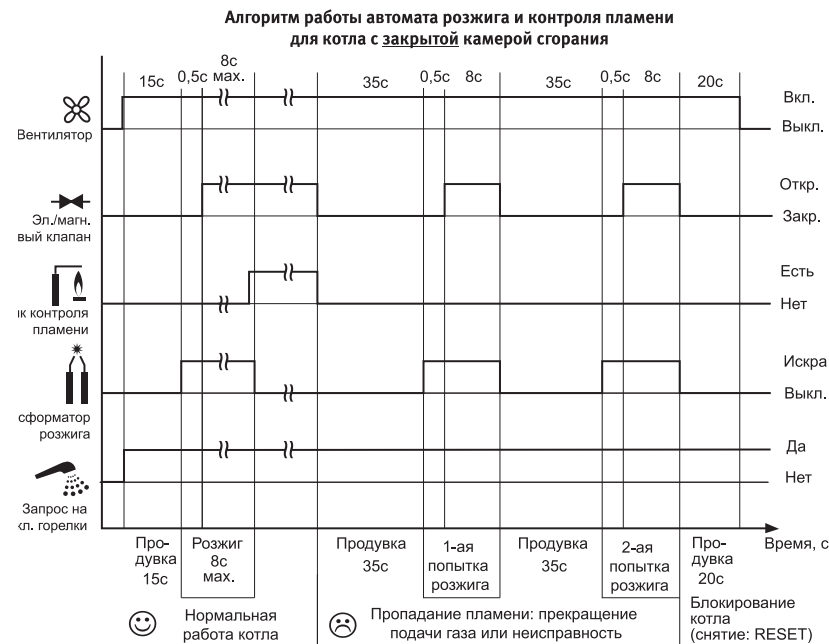 Алгоритм работы автомата розжига и контроля пламени
для котла с закрытой камерой сгорания
15с 0,5с 8с макс. 35с 0,5с 8с 35с 0,5с 8с 20с
Вкл.
Вентилятор
Выкл.
Откр.
Эл./магн.
вый клапан
Закр.
Есть
Нет
ик контроля
пламени
Искра
Выкл.
сформатор
розжига
Да
Нет
Запрос на
кл. горелки
Время, с
Про-
дувка
15с
Розжиг
8с
мах.
Продувка
35с
1-ая
попытка
розжига
Продувка
35с
2-ая
попытка
розжига
Про-
дувка
20с
Нормальная
работа котла
Пропадание пламени: прекращение
подачи газа или неисправность
Блокирование
котла
(снятие: RESET)